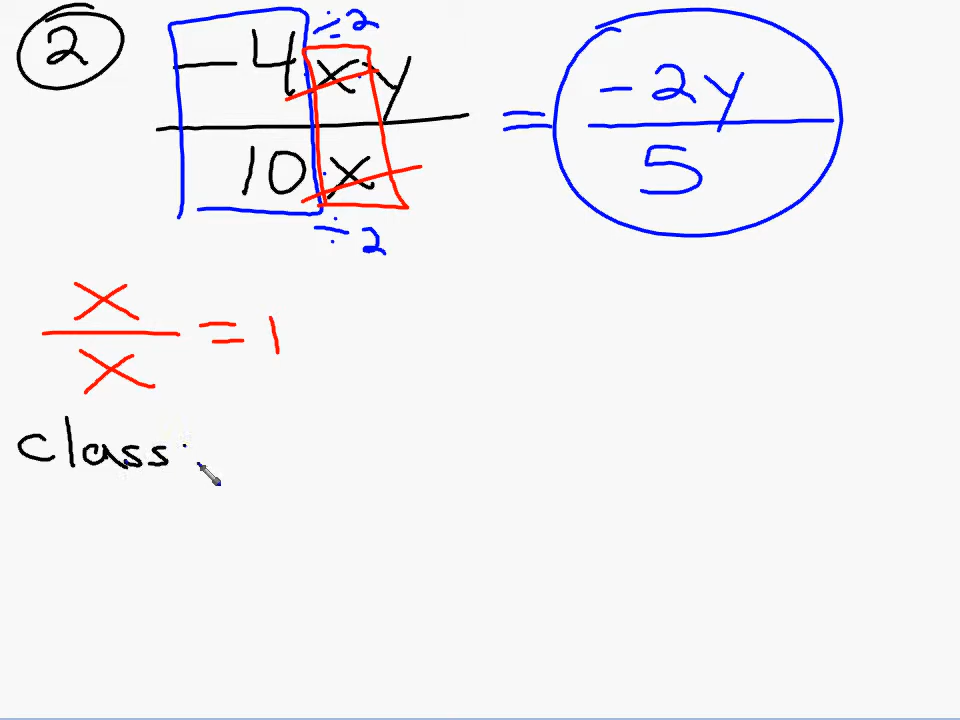 2
÷2
-4xy
10x
÷2
= -2y
5
x
x
= 1
class: